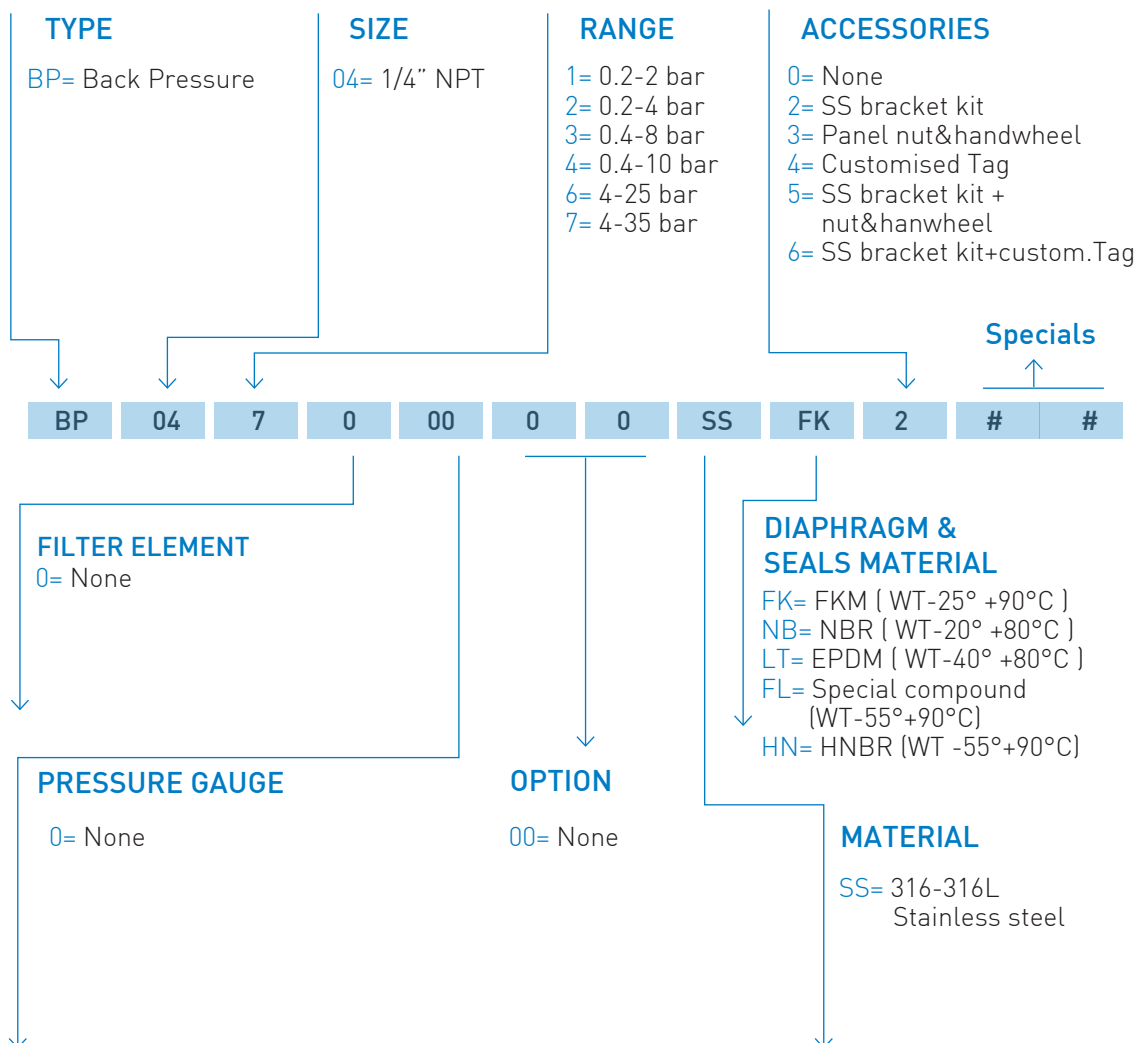 TYPE
BP= Back Pressure
SIZE
04= 1/4” NPT
RANGE
1= 0.2-2 bar
2= 0.2-4 bar
3= 0.4-8 bar
4= 0.4-10 bar
6= 4-25 bar
7= 4-35 bar
ACCESSORIES
0= None
2= SS bracket kit
3= Panel nut&handwheel
4= Customised Tag
5= SS bracket kit +
nut&hanwheel
6= SS bracket kit+custom.Tag
Specials
BP 04 7 0 00 0 0 SS FK 2 # #
FILTER ELEMENT
0= None
DIAPHRAGM &
SEALS MATERIAL
FK= FKM ( WT-25° +90°C )
NB= NBR ( WT-20° +80°C )
LT= EPDM ( WT-40° +80°C )
FL= Special compound
(WT-55°+90°C)
HN= HNBR (WT -55°+90°C)
PRESSURE GAUGE
0= None
OPTION
00= None
MATERIAL
SS= 316-316L
Stainless steel